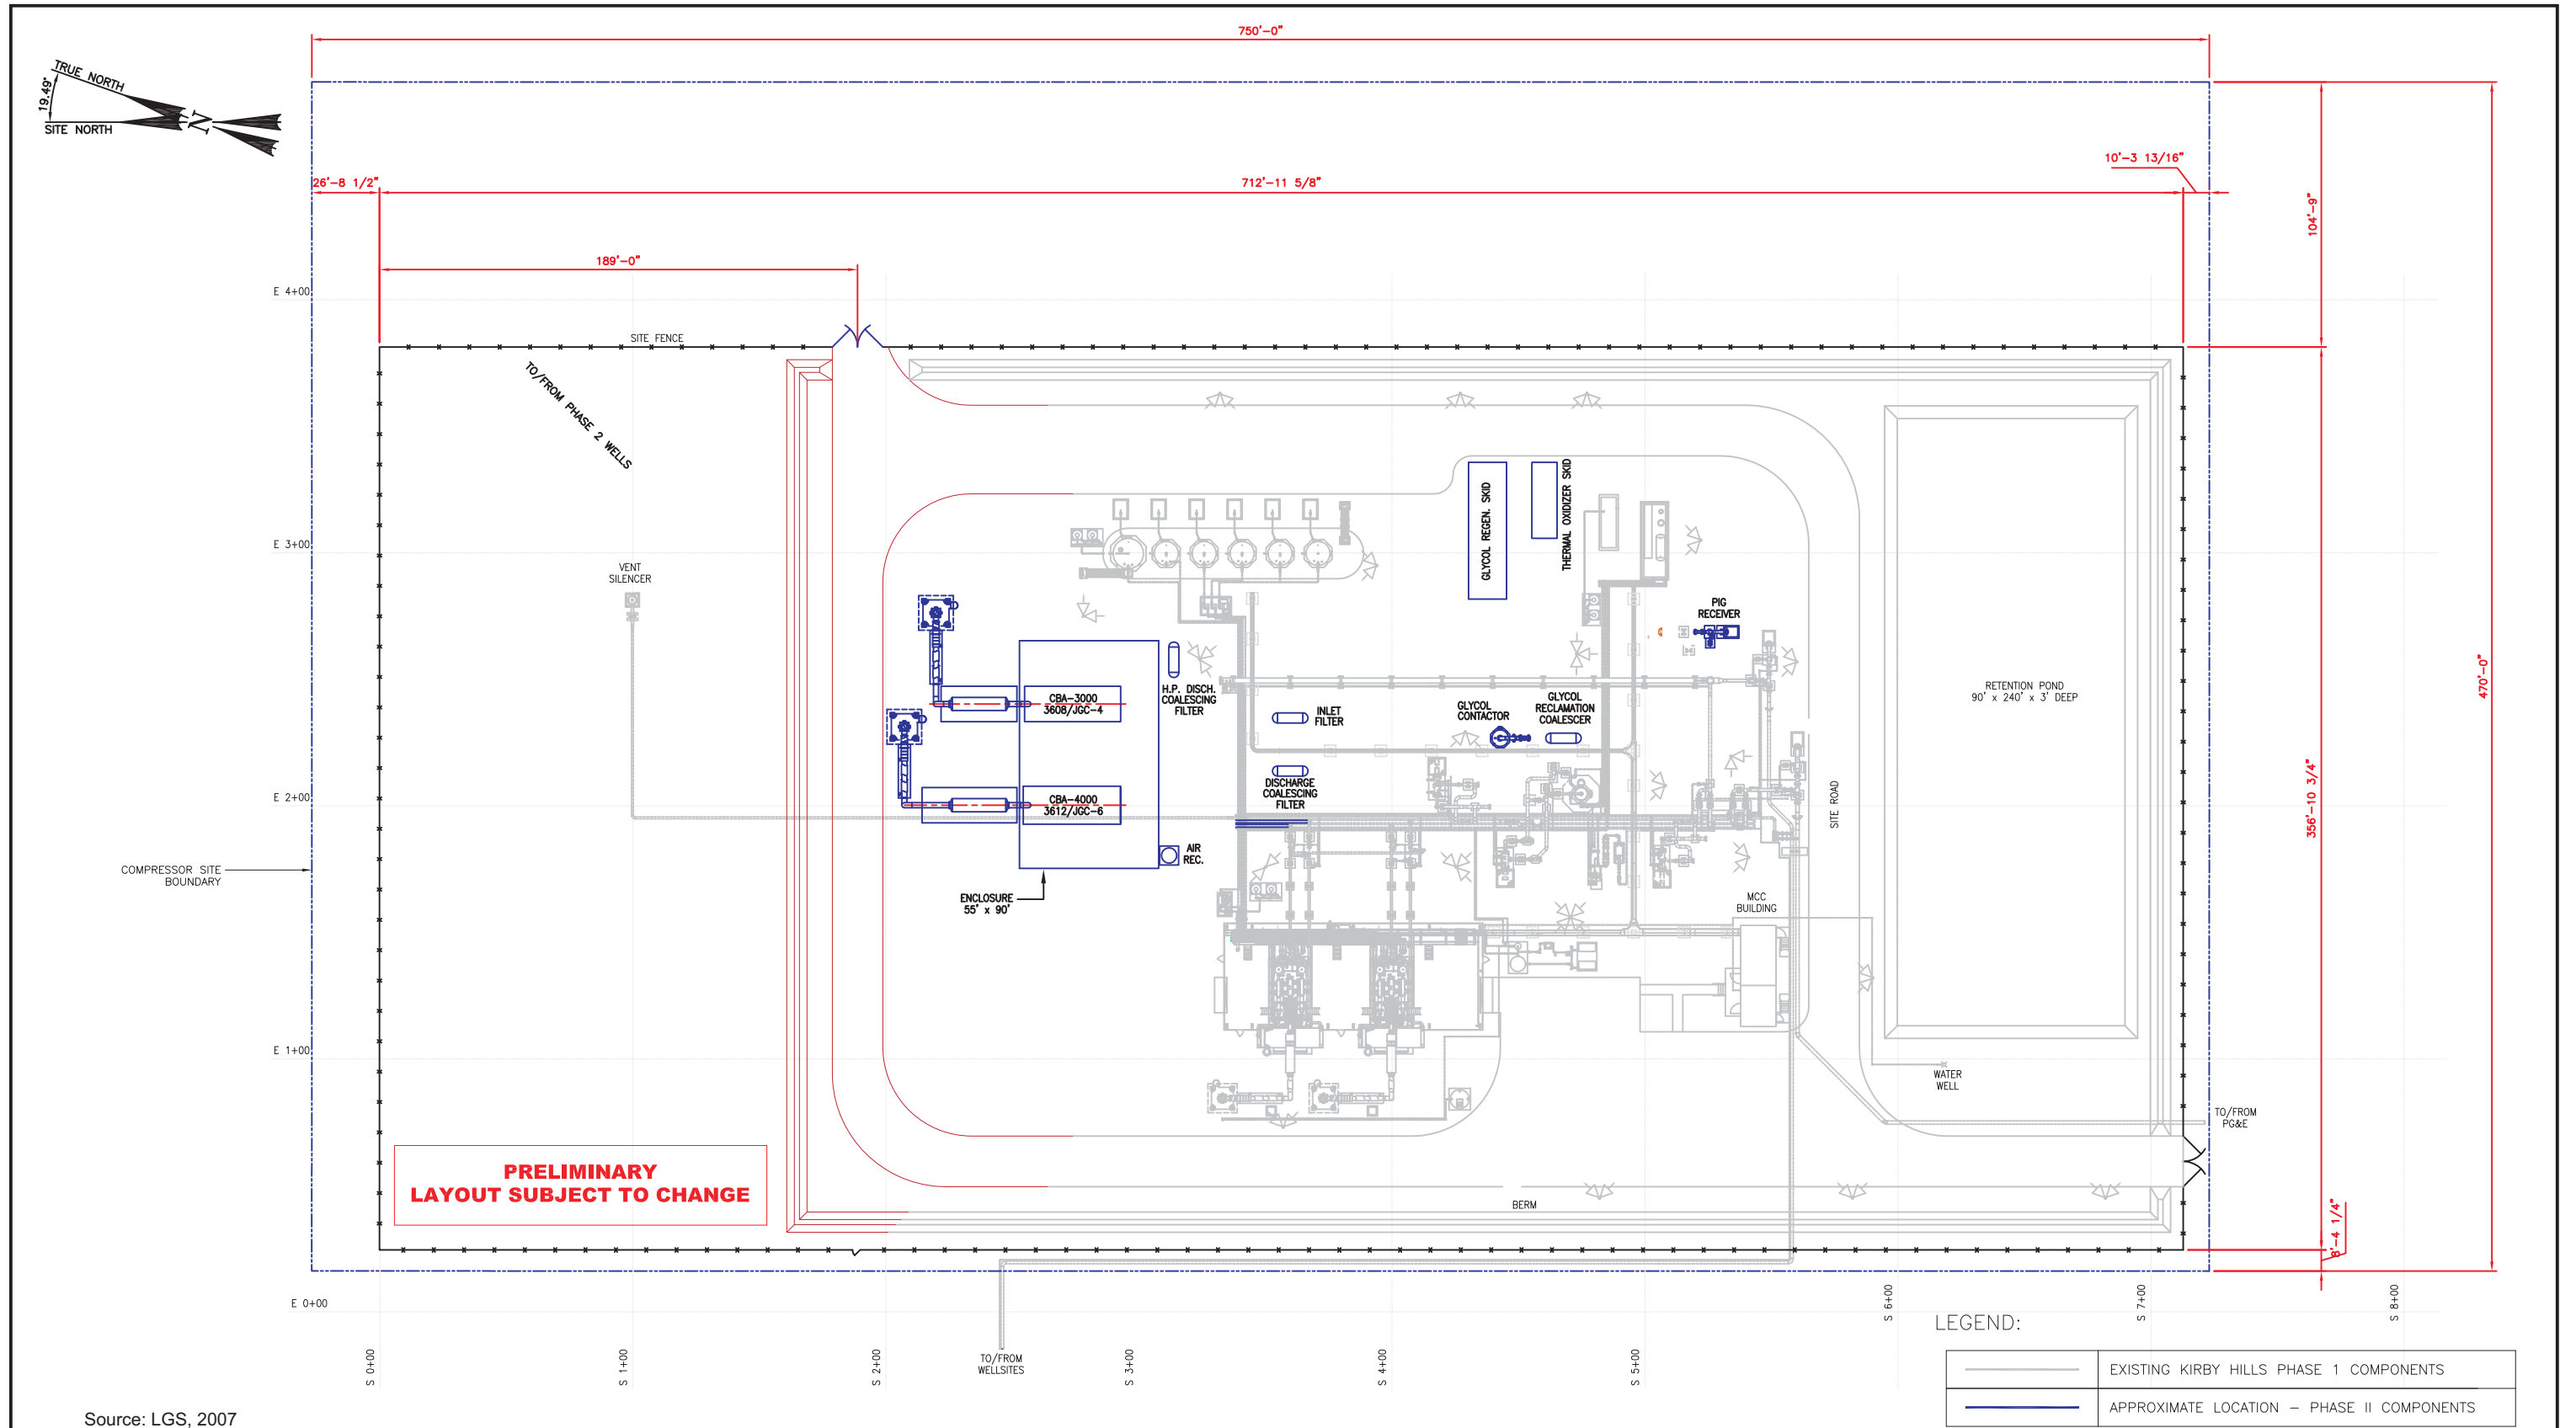 750'-0"
TRUE NORTH
19.49°
SITE NORTH
N
26'-8 1/2"
712'-11 5/8"
10'-3 13/16"
104'-9"
189'-0"
E 4+00
SITE FENCE
TO/FROM PHASE 2 WELLS
GLYCOL REGEN. SKID
THERMAL OXIDIZER SKID
E 3+00
VENT
SILENCER
PIG
RECEIVER
470'-0"
CBA-3000
3608/JGC-4
H.P. DISCH.
COALESCING
FILTER
INLET
FILTER
GLYCOL
CONTACTOR
GLYCOL
RECLAMATION
COALESCER
RETENTION POND
90' x 240' x 3' DEEP
DISCHARGE
COALESCING
FILTER
E 2+00
CBA-4000
3612/JGC-6
SITE ROAD
356'-10 3/4"
AIR
REC.
COMPRESSOR SITE
BOUNDARY
ENCLOSURE
55' x 90'
MCC
BUILDING
E 1+00
WATER
WELL
TO/FROM
PG&E
PRELIMINARY
LAYOUT SUBJECT TO CHANGE
BERM
8'-4 1/4"
E 0+00
S 0+00
S 1+00
S 2+00
S 3+00
S 4+00
S 5+00
S 6+00
S 7+00
S 8+00
TO/FROM
WELLSITES
LEGEND:
EXISTING KIRBY HILLS PHASE 1 COMPONENTS
APPROXIMATE LOCATION - PHASE II COMPONENTS
Source: LGS, 2007